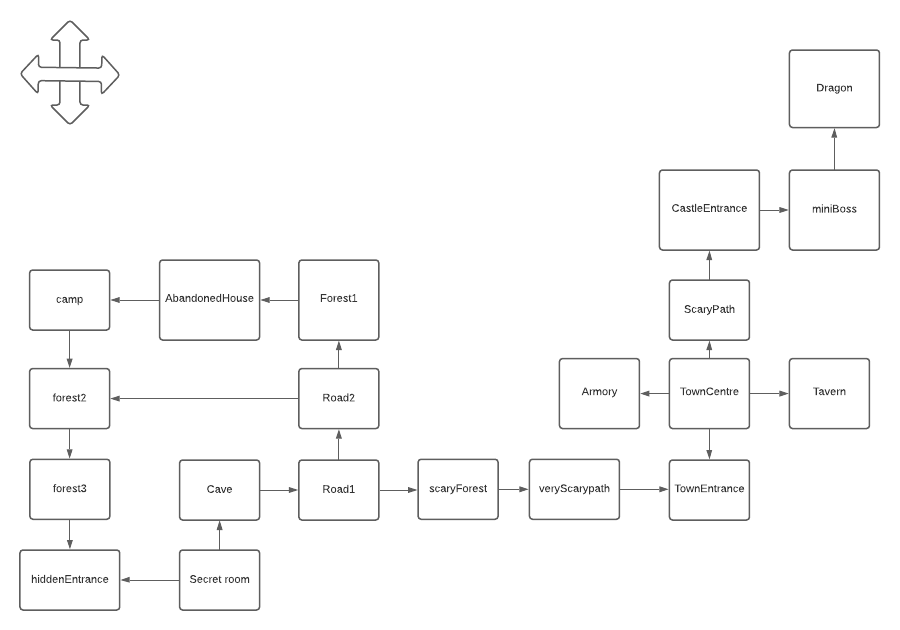 Dragon
CastleEntrance
miniBoss
camp
AbandonedHouse
Forest1
ScaryPath
forest2
Road2
Armory
TownCentre
Tavern
forest3
Cave
Road1
scaryForest
veryScarypath
TownEntrance
hiddenEntrance
Secret room